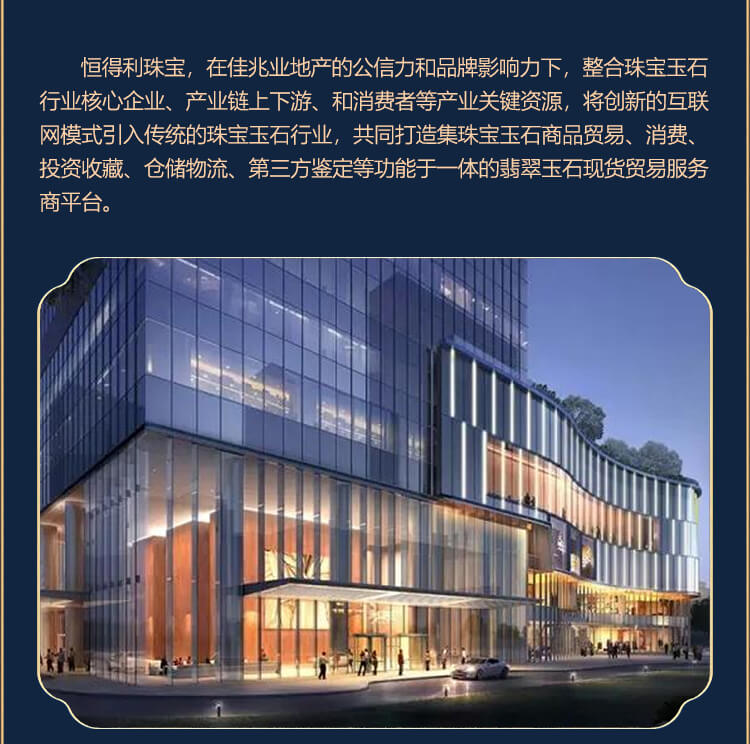 恒得利珠宝，在佳兆业地产的公信力和品牌影响力下，整合珠宝玉石
行业核心企业、产业链上下游、和消费者等产业关键资源，将创新的互联
网模式引入传统的珠宝玉石行业，共同打造集珠宝玉石商品贸易、消费、
投资收藏、仓储物流、第三方鉴定等功能于一体的翡翠玉石现货贸易服务
商平台。